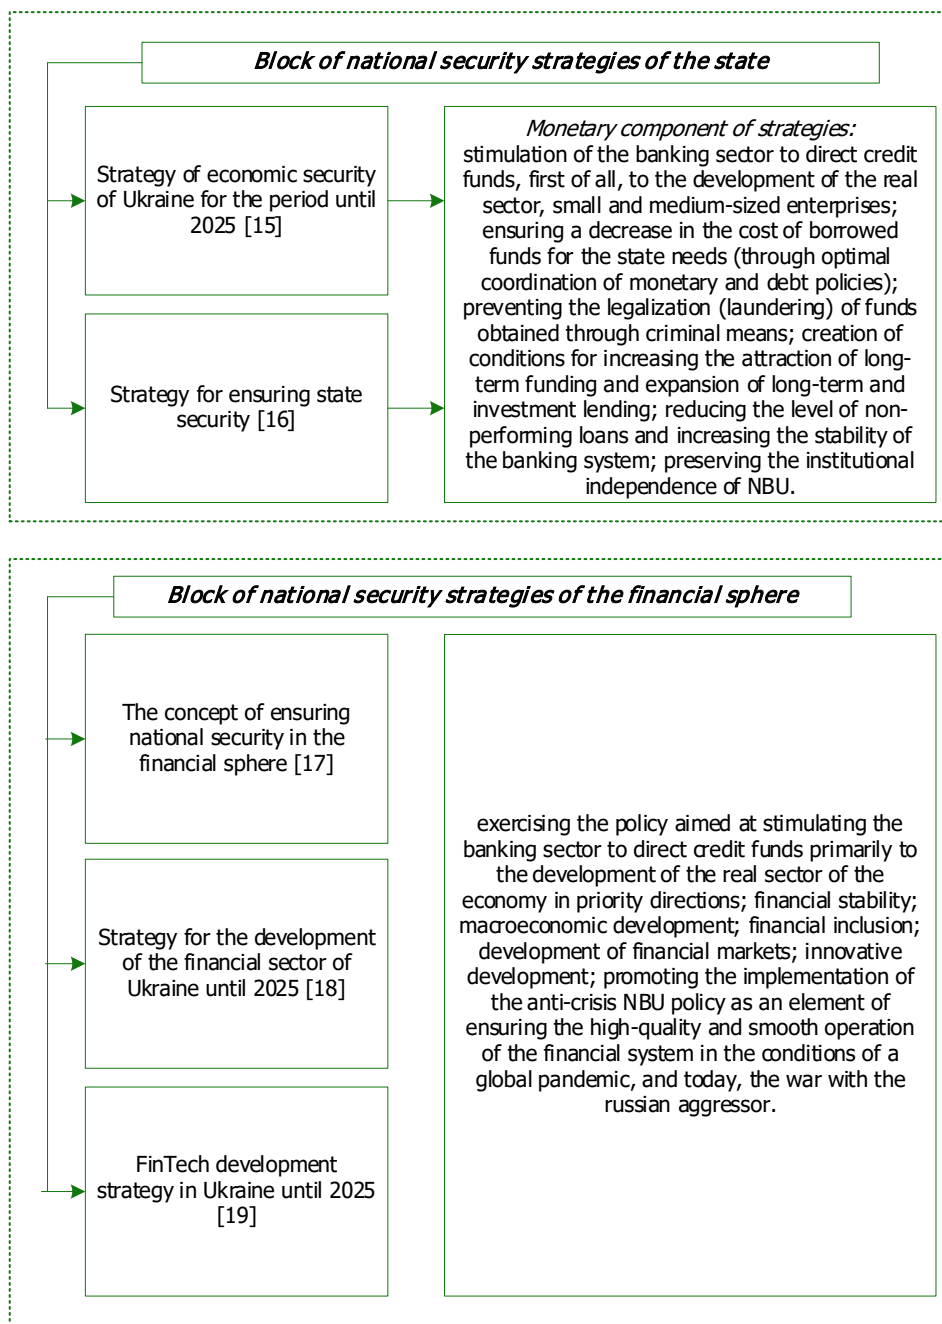 Block of national security strategies of the state
Strategy of economic security
of Ukraine for the period until
2025 [15]
Strategy for ensuring state
security [16]
Monetary component of strategies:
stimulation of the banking sector to direct credit
funds, first of all, to the development of the real
sector, small and medium-sized enterprises;
ensuring a decrease in the cost of borrowed
funds for the state needs (through optimal
coordination of monetary and debt policies);
preventing the legalization (laundering) of funds
obtained through criminal means; creation of
conditions for increasing the attraction of long-
term funding and expansion of long-term and
investment lending; reducing the level of non-
performing loans and increasing the stability of
the banking system; preserving the institutional
independence of NBU.
Block of national security strategies of the financial sphere
The concept of ensuring
national security in the
financial sphere [17]
Strategy for the development
of the financial sector of
Ukraine until 2025 [18]
FinTech development
strategy in Ukraine until 2025
[19]
exercising the policy aimed at stimulating the
banking sector to direct credit funds primarily to
the development of the real sector of the
economy in priority directions; financial stability;
macroeconomic development; financial inclusion;
development of financial markets; innovative
development; promoting the implementation of
the anti-crisis NBU policy as an element of
ensuring the high-quality and smooth operation
of the financial system in the conditions of a
global pandemic, and today, the war with the
russian aggressor.